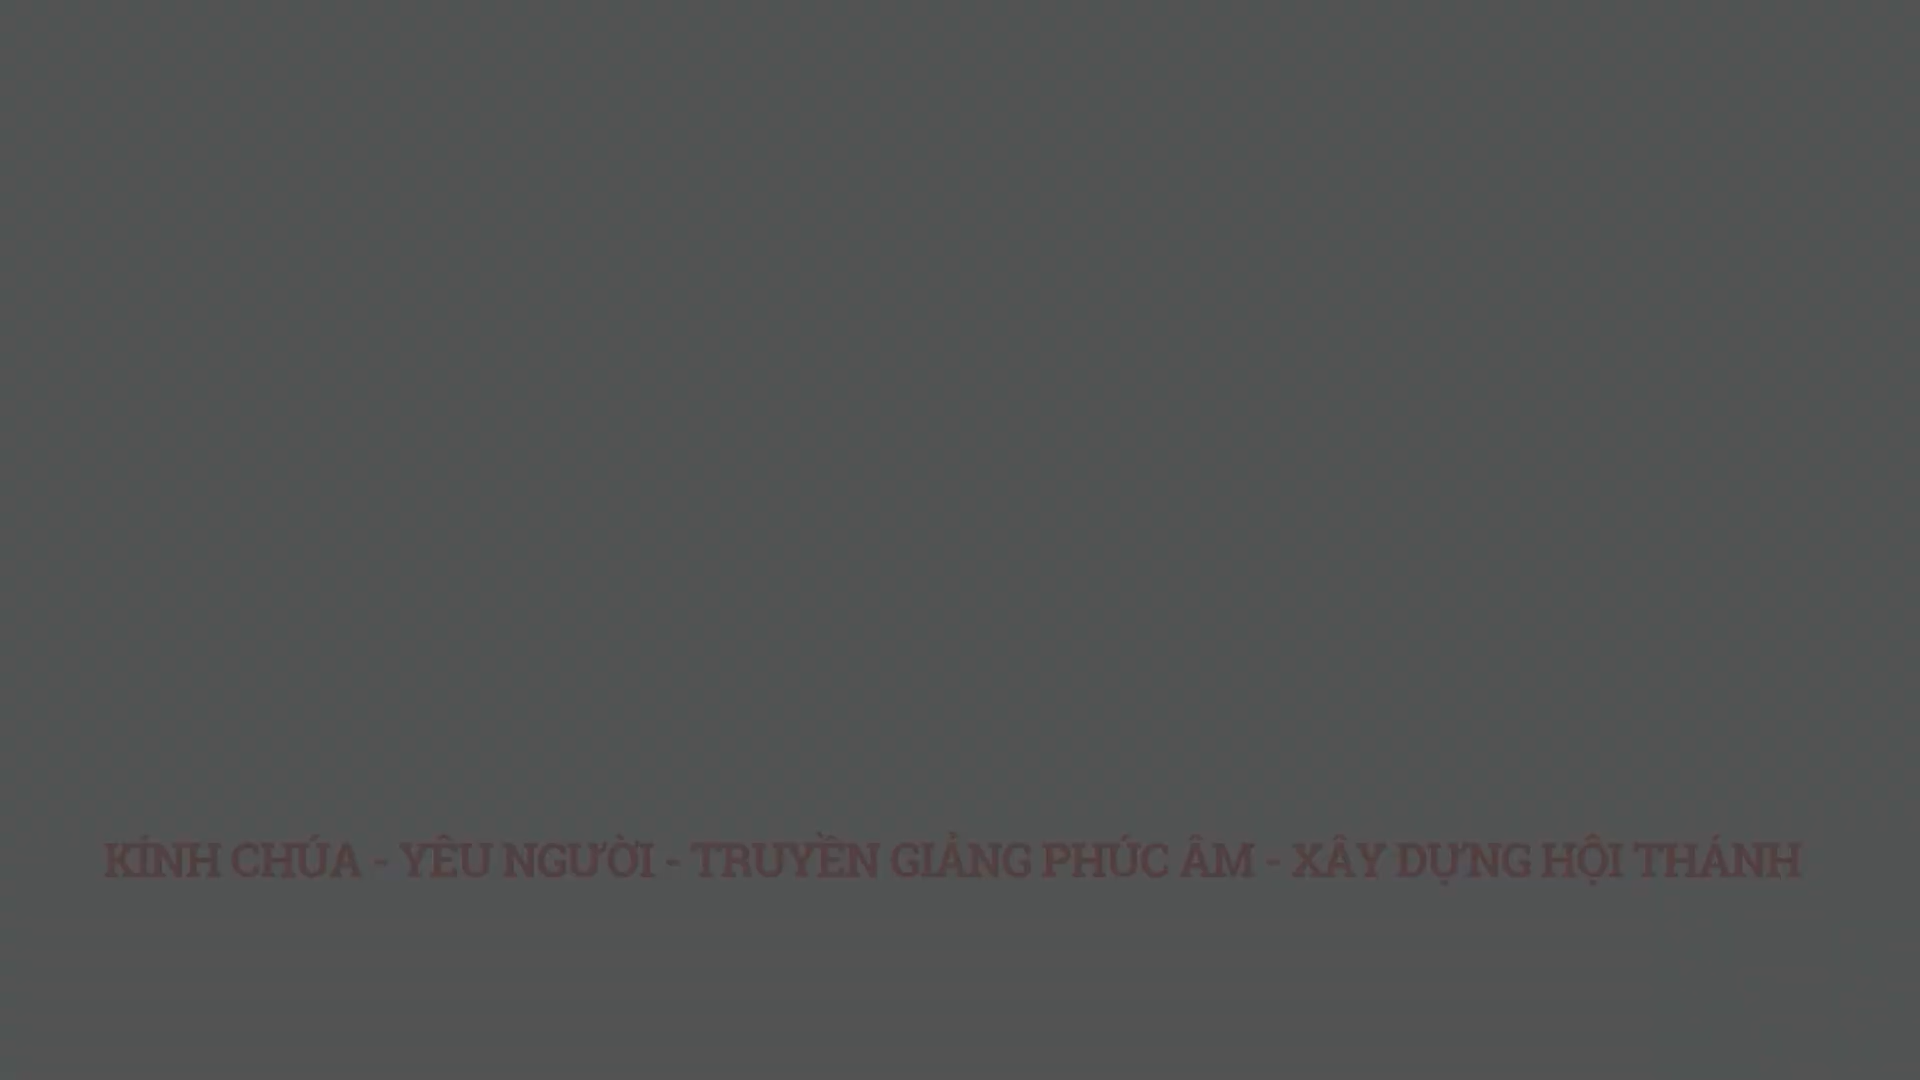 KÍNH CHÚA - YÊU NGƯỜI - TRUYỀN GIẢNG PHÚC ÂM - XÂY DỰNG HỘI THÁNH